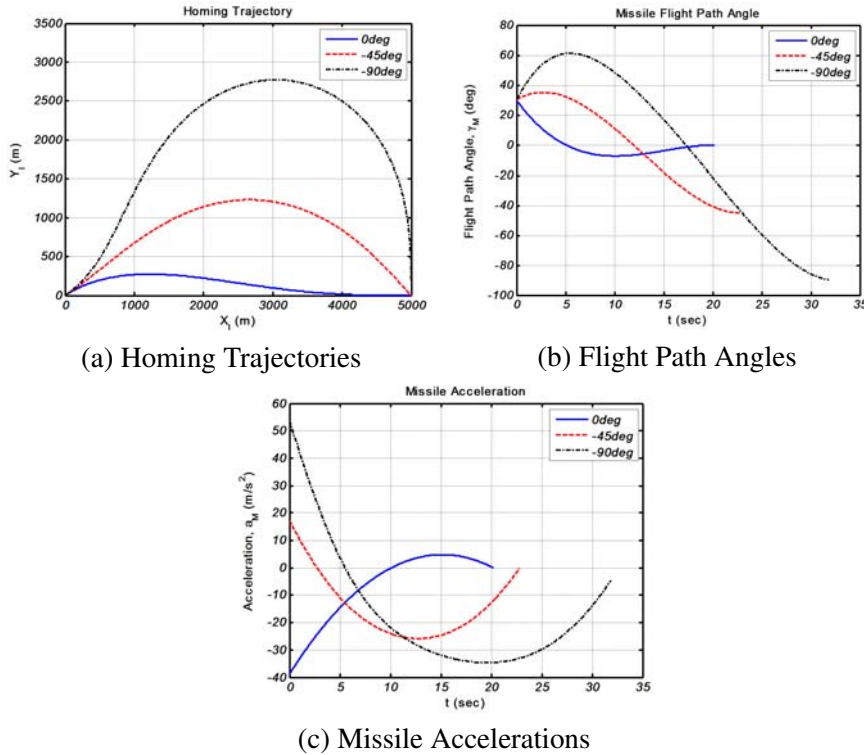 Homing Trajectory
3500
3000
2500
2000
1500
1000
500
0
Y_I (m)
0deg
-45deg
-90deg
0 1000 2000 3000 4000 5000
X_I (m)
(a) Homing Trajectories
Missile Flight Path Angle
80
60
40
20
0
-20
-40
-60
-80
-100
Flight Path Angle, γ_M (deg)
0deg
-45deg
-90deg
0 5 10 15 20 25 30 35
t (sec)
(b) Flight Path Angles
Missile Acceleration
60
50
40
30
20
10
0
-10
-20
-30
-40
Acceleration, a_M (m/s²)
0deg
-45deg
-90deg
0 5 10 15 20 25 30 35
t (sec)
(c) Missile Accelerations